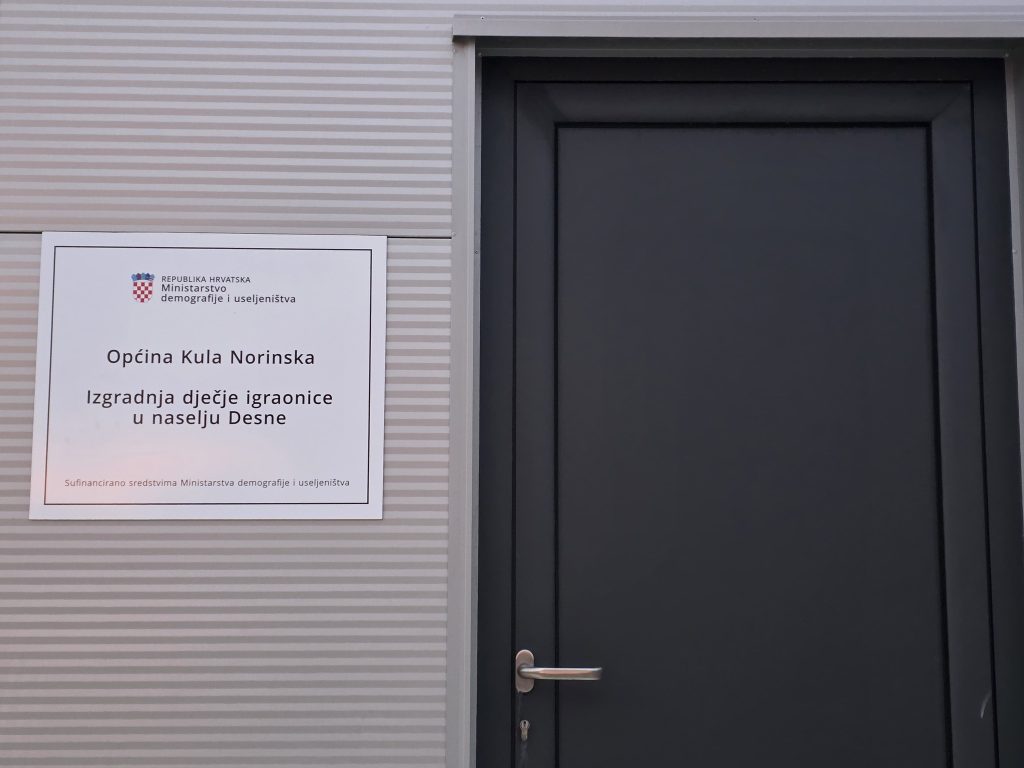 REPUBLIKA HRVATSKA
Ministarstvo
demografije i useljeništva
Općina Kula Norinska
Izgradnja dječje igraonice
u naselju Desne
Sufinancirano sredstvima Ministarstva demografije i useljeništva